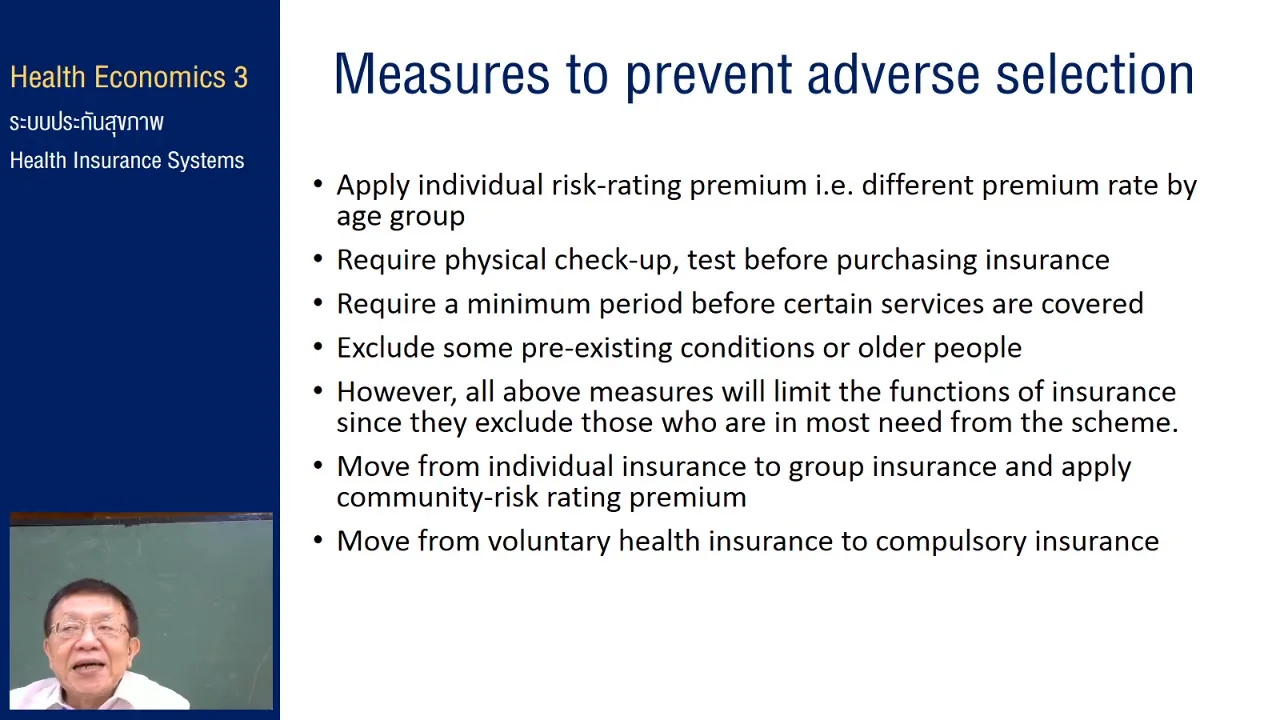 Health Economics 3
ระบบประกันสุขภาพ
Health Insurance Systems
Measures to prevent adverse selection
• Apply individual risk-rating premium i.e. different premium rate by
age group
• Require physical check-up, test before purchasing insurance
• Require a minimum period before certain services are covered
• Exclude some pre-existing conditions or older people
• However, all above measures will limit the functions of insurance
since they exclude those who are in most need from the scheme.
• Move from individual insurance to group insurance and apply
community-risk rating premium
• Move from voluntary health insurance to compulsory insurance